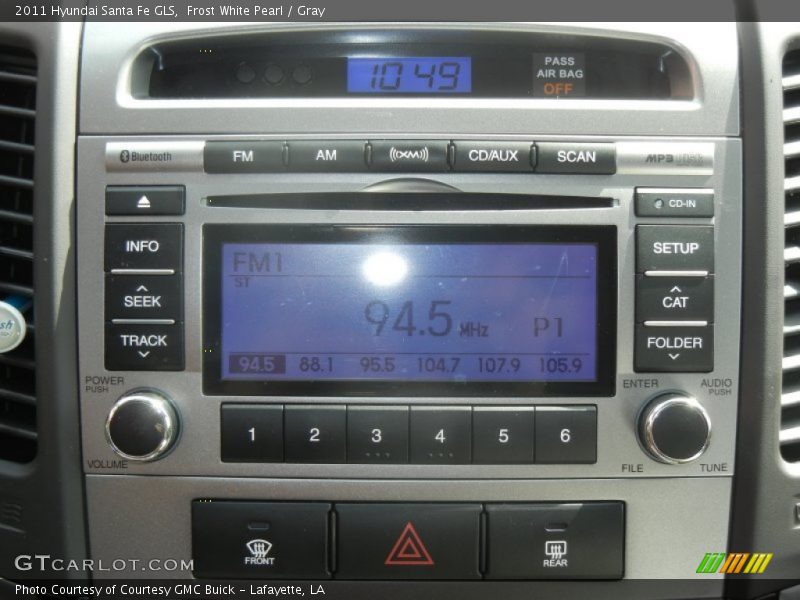 2011 Hyundai Santa Fe GLS, Frost White Pearl / Gray
10 49
PASS
AIR BAG
OFF
Bluetooth
FM
AM
((XM))
CD/AUX
SCAN
MP3
CD-IN
INFO
SETUP
SEEK
CAT
TRACK
FOLDER
FM1
ST
94.5 MHz P1
94.5 88.1 95.5 104.7 107.9 105.9
POWER
PUSH
ENTER
AUDIO
PUSH
1 2 3 4 5 6
VOLUME
FILE
TUNE
FRONT
REAR
GTCARLOT.COM
Photo Courtesy of Courtesy GMC Buick - Lafayette, LA